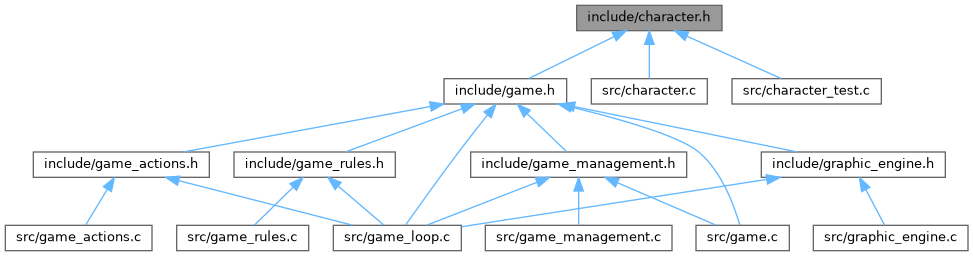 include/character.h
include/game.h
src/character.c
src/character_test.c
include/game_actions.h
include/game_rules.h
include/game_management.h
include/graphic_engine.h
src/game_actions.c
src/game_rules.c
src/game_loop.c
src/game_management.c
src/game.c
src/graphic_engine.c